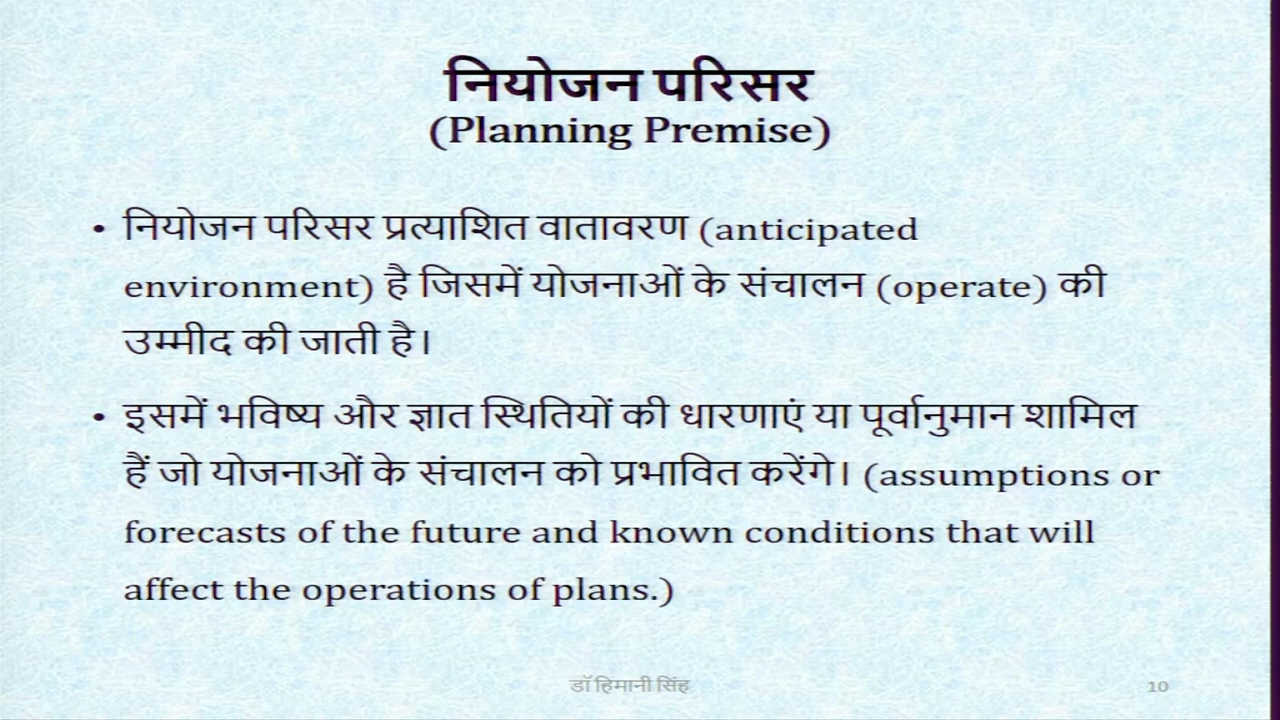 नियोजन परिसर
(Planning Premise)
• नियोजन परिसर प्रत्याशित वातावरण (anticipated
environment) है जिसमें योजनाओं के संचालन (operate) की
उम्मीद की जाती है।
• इसमें भविष्य और ज्ञात स्थितियों की धारणाएं या पूर्वानुमान शामिल
हैं जो योजनाओं के संचालन को प्रभावित करेंगे। (assumptions or
forecasts of the future and known conditions that will
affect the operations of plans.)
डॉ हिमानी सिंह
10